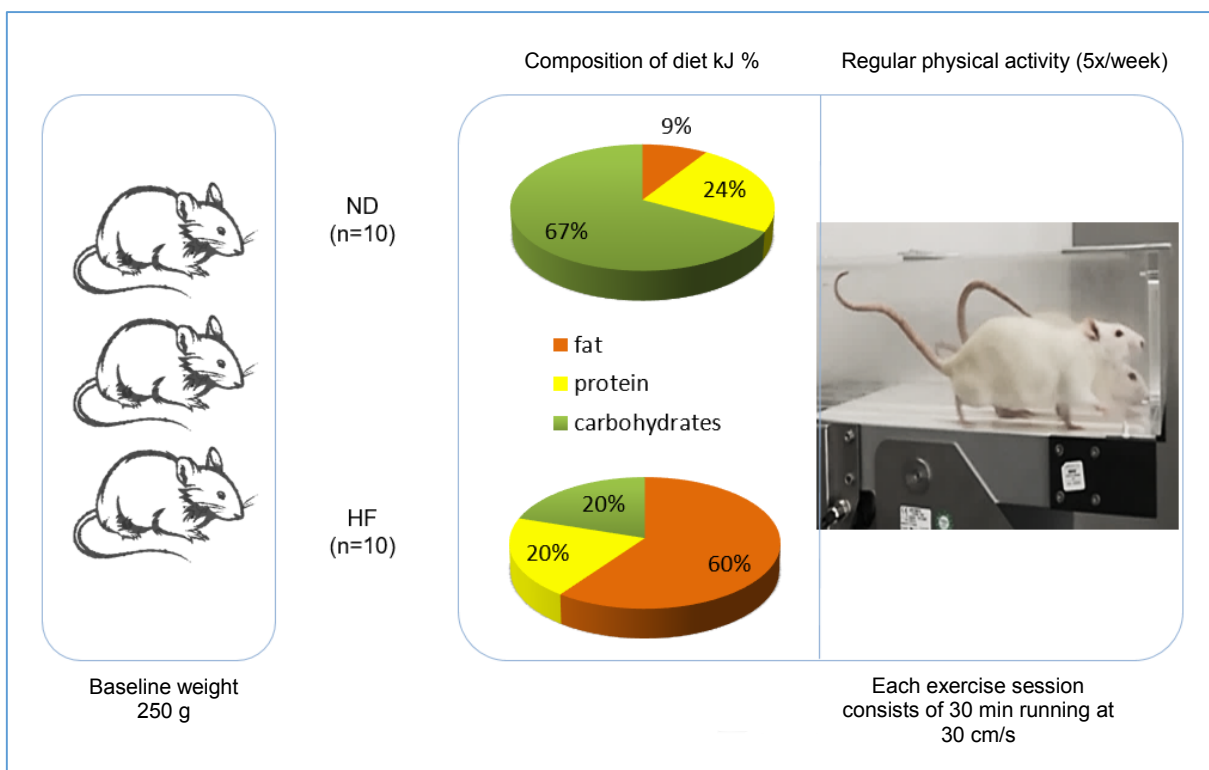 Composition of diet kJ %
Regular physical activity (5x/week)
ND
(n=10)
9%
24%
67%
fat
protein
carbohydrates
HF
(n=10)
20%
20%
60%
Baseline weight
250 g
Each exercise session
consists of 30 min running at
30 cm/s